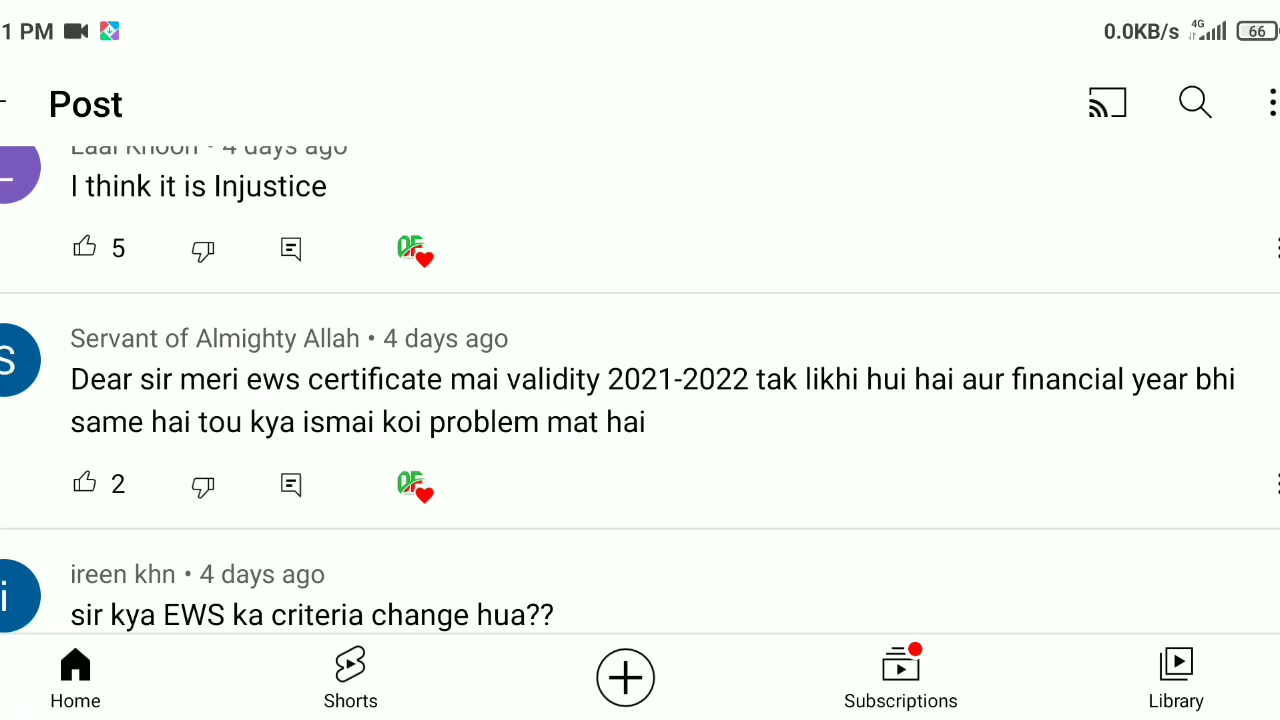 1 PM
0.0KB/s 4G 66
Post
Laal Khoon • 4 days ago
I think it is Injustice
5
S
Servant of Almighty Allah • 4 days ago
Dear sir meri ews certificate mai validity 2021-2022 tak likhi hui hai aur financial year bhi
same hai tou kya ismai koi problem mat hai
2
i
ireen khn • 4 days ago
sir kya EWS ka criteria change hua??
Home Shorts Subscriptions Library